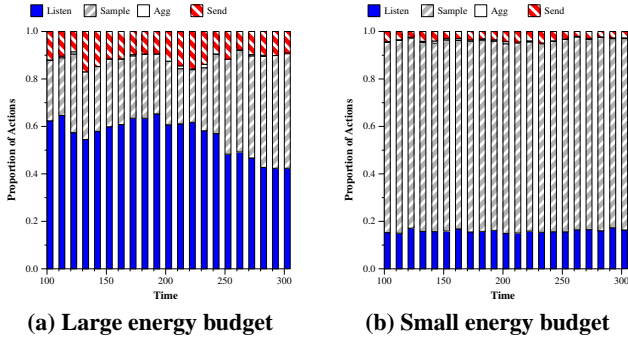 Listen Sample Agg Send
1.0
0.8
0.6
0.4
0.2
0.0
Proportion of Actions
100 150 200 250 300
Time
(a) Large energy budget
Listen Sample Agg Send
1.0
0.8
0.6
0.4
0.2
0.0
Proportion of Actions
100 150 200 250 300
Time
(b) Small energy budget